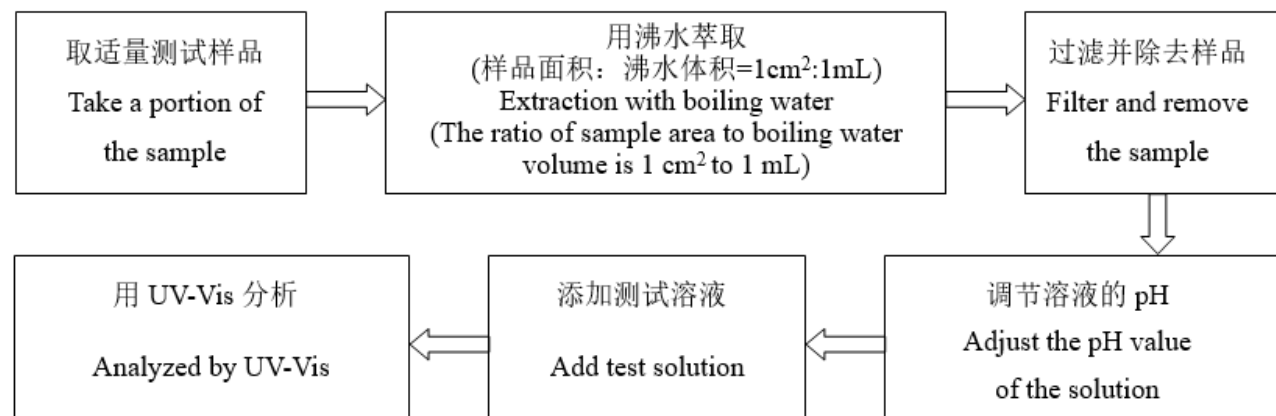 取适量测试样品
Take a portion of
the sample
用沸水萃取
(样品面积：沸水体积=1cm²:1mL)
Extraction with boiling water
(The ratio of sample area to boiling water
volume is 1 cm² to 1 mL)
过滤并除去样品
Filter and remove
the sample
调节溶液的 pH
Adjust the pH value
of the solution
添加测试溶液
Add test solution
用 UV-Vis 分析
Analyzed by UV-Vis